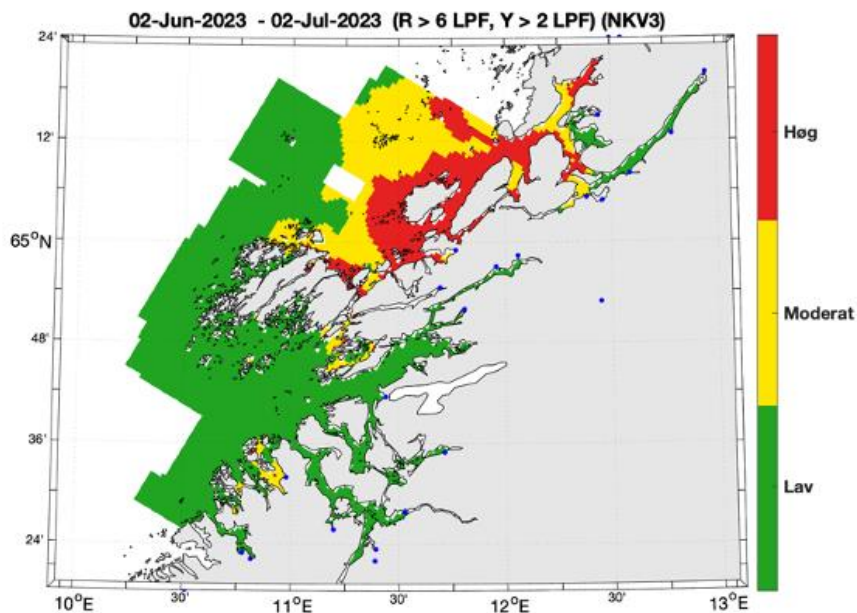 02-Jun-2023 - 02-Jul-2023 (R > 6 LPF, Y > 2 LPF) (NKV3)
24'
12'
65°N
48'
36'
24'
10°E
30'
11°E
30'
12°E
30'
13°E
Høg
Moderat
Lav